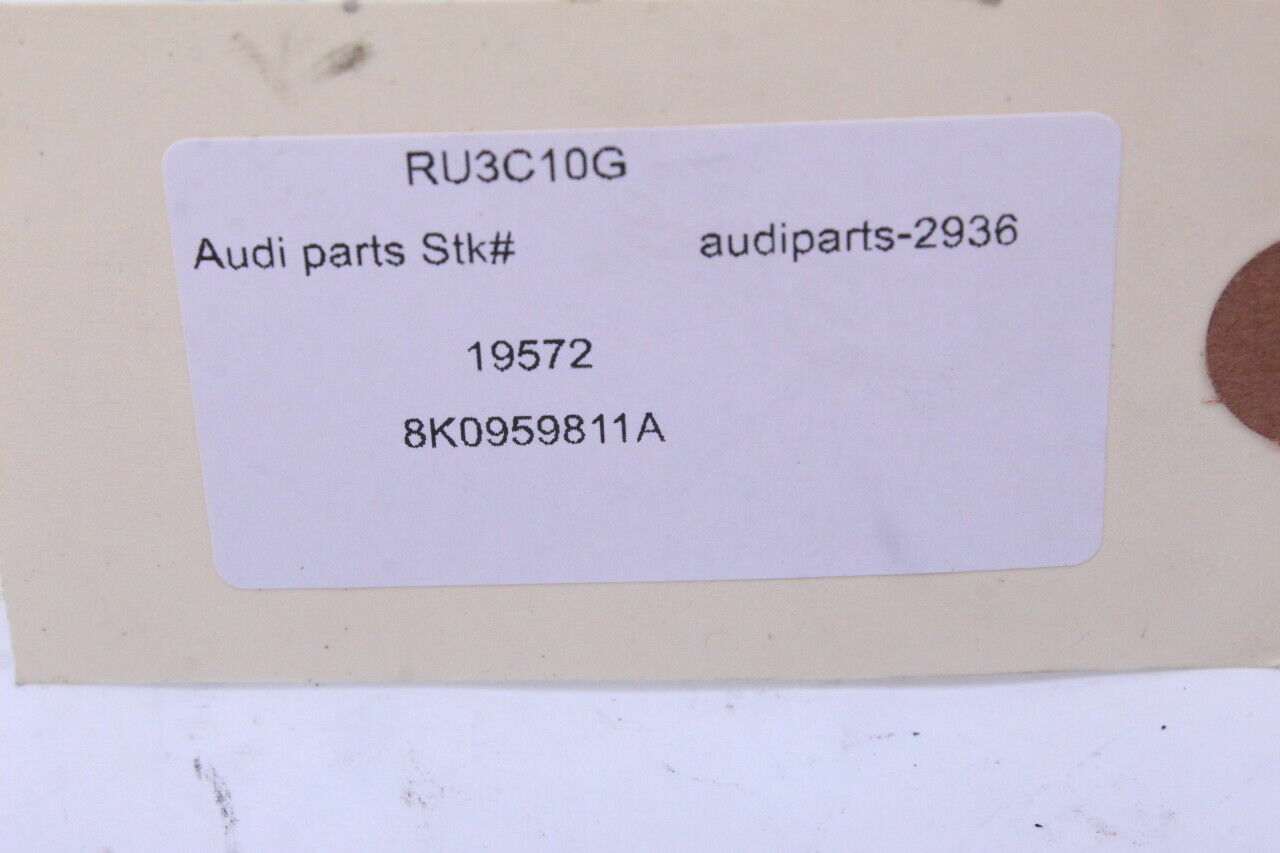 RU3C10G
Audi parts Stk# audiparts-2936
19572
8K0959811A